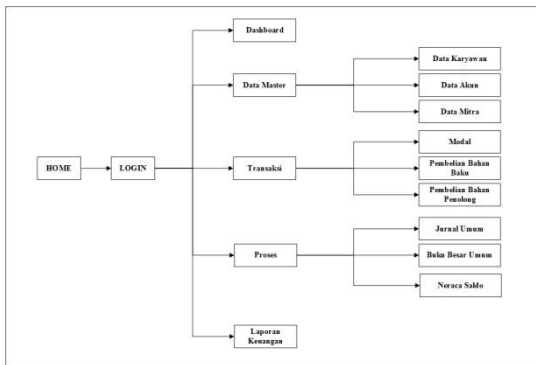 HOME
LOGIN
Dashboard
Data Master
Data Karyawan
Data Akun
Data Mitra
Transaksi
Modal
Pembelian Bahan
Baku
Pembelian Bahan
Penolong
Proses
Jurnal Umum
Buku Besar Umum
Neraca Saldo
Laporan
Keuangan